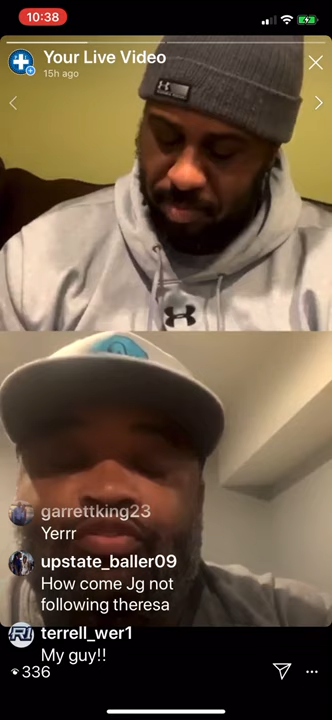 10:38
Your Live Video
15h ago
garrettking23
Yerrr
upstate_baller09
How come Jg not
following theresa
terrell_wer1
My guy!!
336